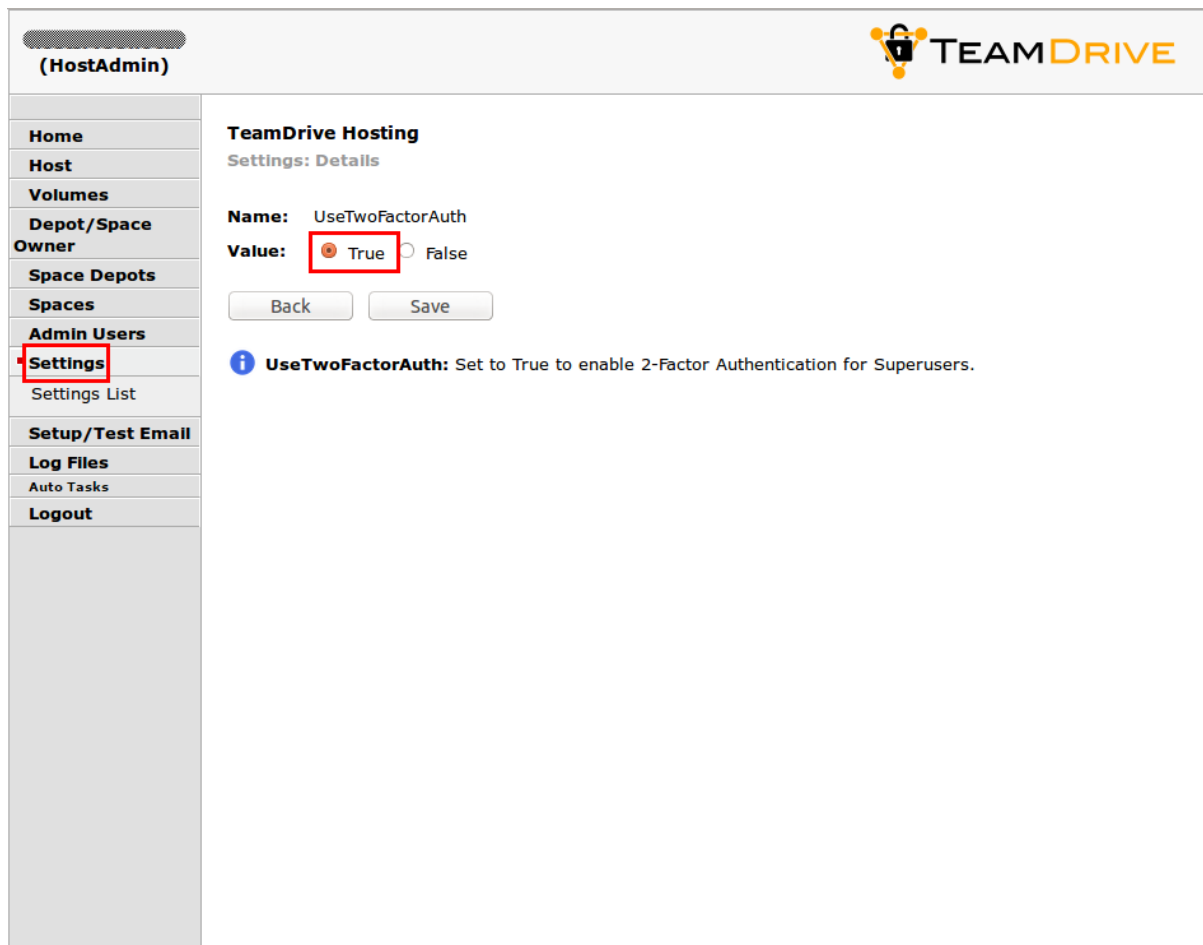 (HostAdmin)
TEAMDRIVE
Home
Host
Volumes
Depot/Space
Owner
Space Depots
Spaces
Admin Users
Settings
Settings List
Setup/Test Email
Log Files
Auto Tasks
Logout
TeamDrive Hosting
Settings: Details
Name: UseTwoFactorAuth
Value: True False
Back Save
UseTwoFactorAuth: Set to True to enable 2-Factor Authentication for Superusers.